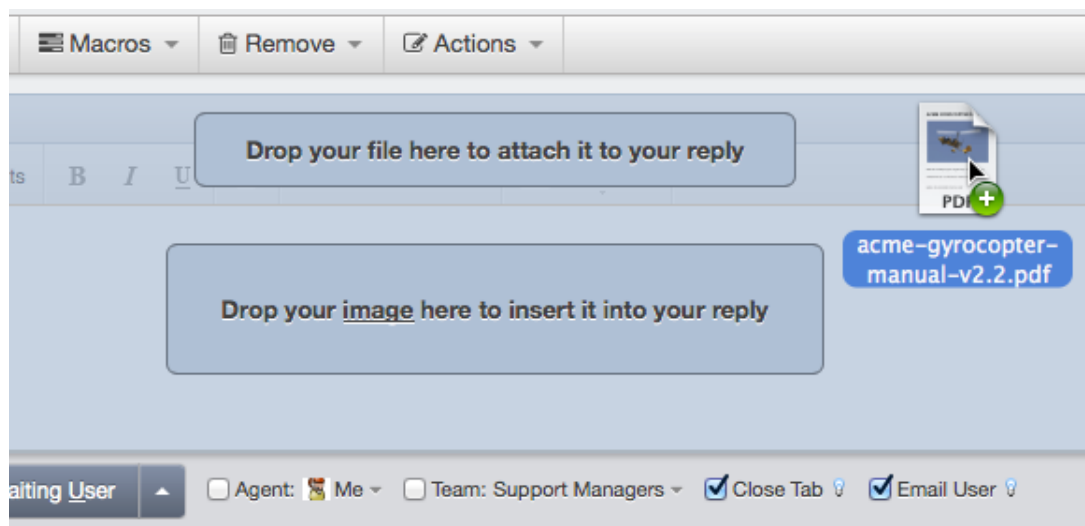 Macros Remove Actions
Drop your file here to attach it to your reply
ts B I U
PDF
acme-gyrocopter-
manual-v2.2.pdf
Drop your image here to insert it into your reply
aiting User Agent: Me Team: Support Managers Close Tab Email User